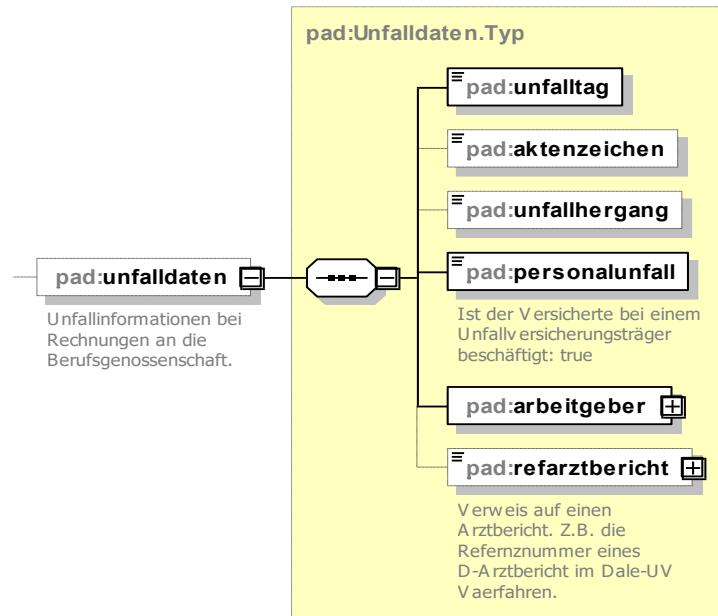 pad:Unfalldaten.Typ
pad:unfalltag
pad:aktenzeichen
pad:unfallhergang
pad:unfalldaten
Unfallinformationen bei
Rechnungen an die
Berufsgenossenschaft.
pad:personalunfall
Ist der Versicherte bei einem
Unfallversicherungsträger
beschäftigt: true
pad:arbeitgeber
pad:refarztbericht
Verweis auf einen
Arztbericht. Z.B. die
Refernznummer eines
D-Arztbericht im Dale-UV
Vaerfahren.